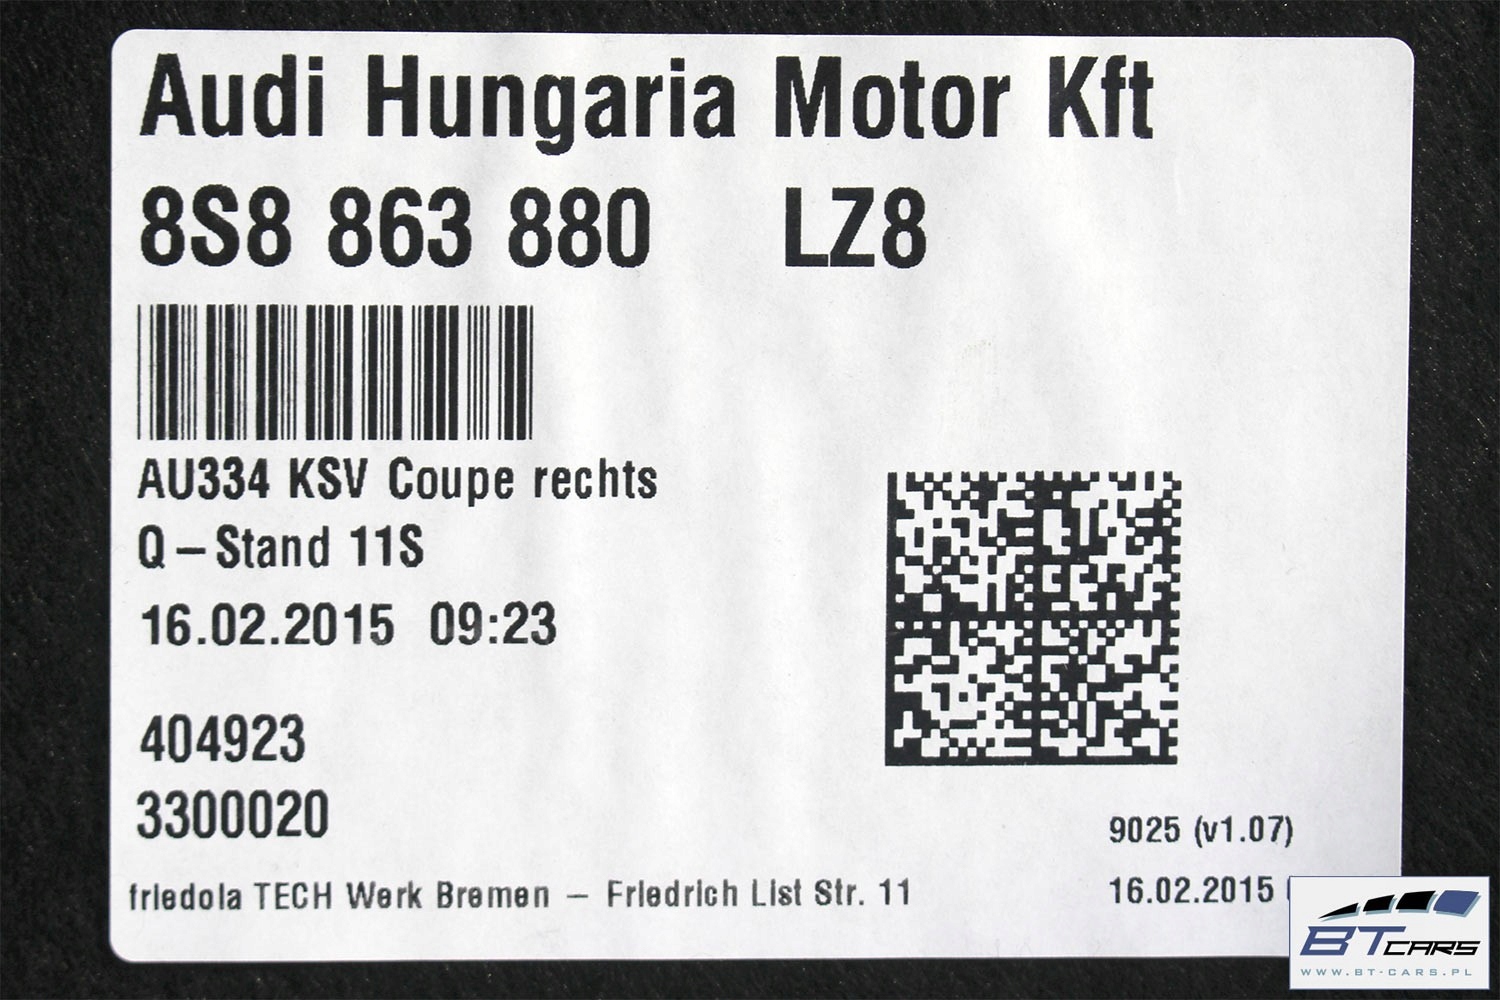 Audi Hungaria Motor Kft
8S8 863 880 LZ8
AU334 KSV Coupe rechts
Q – Stand 11S
16.02.2015 09:23
404923
3300020
9025 (v1.07)
friedola TECH Werk Bremen – Friedrich List Str. 11
16.02.2015
BTCARS
WWW.BT-CARS.PL